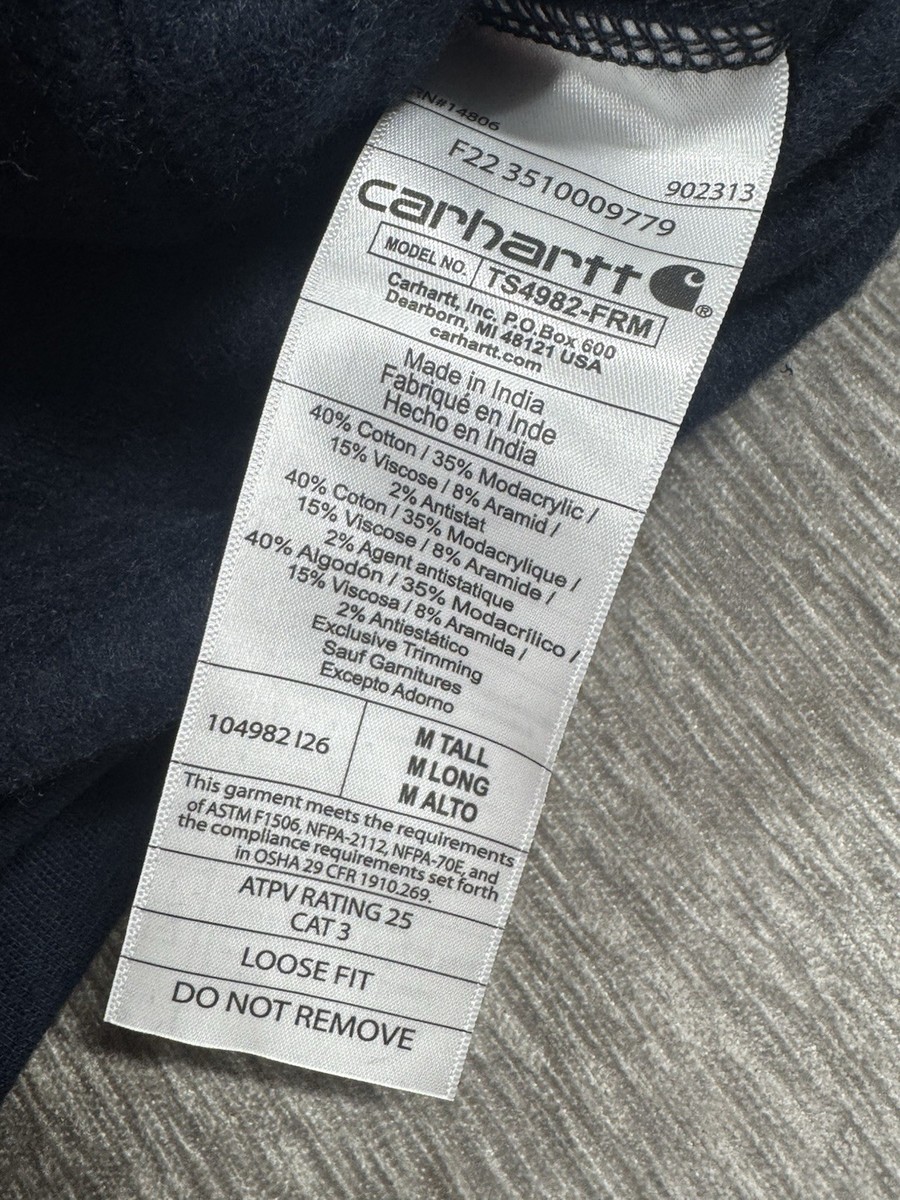 RN#14806
902313
F22 3510009779
carhartt
®
MODEL NO. TS4982-FRM
Carhartt, Inc. P.O.Box 600
Dearborn, MI 48121 USA
carhartt.com
Made in India
Fabriqué en Inde
Hecho en India
40% Cotton / 35% Modacrylic /
15% Viscose / 8% Aramid /
2% Antistat
40% Coton / 35% Modacrylique /
15% Viscose / 8% Aramide /
2% Agent antistatique
40% Algodón / 35% Modacrílico /
15% Viscosa / 8% Aramida /
2% Antiestático
Exclusive Trimming
Sauf Garnitures
Excepto Adorno
104982 I26
M TALL
M LONG
M ALTO
This garment meets the requirements
of ASTM F1506, NFPA-2112, NFPA-70E, and
the compliance requirements set forth
in OSHA 29 CFR 1910.269.
ATPV RATING 25
CAT 3
LOOSE FIT
DO NOT REMOVE